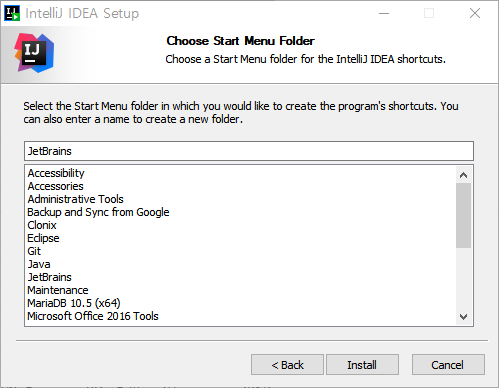 IntelliJ IDEA Setup
IJ
Choose Start Menu Folder
Choose a Start Menu folder for the IntelliJ IDEA shortcuts.
Select the Start Menu folder in which you would like to create the program's shortcuts. You
can also enter a name to create a new folder.
JetBrains
Accessibility
Accessories
Administrative Tools
Backup and Sync from Google
Clonix
Eclipse
Git
Java
JetBrains
Maintenance
MariaDB 10.5 (x64)
Microsoft Office 2016 Tools
< Back
Install
Cancel